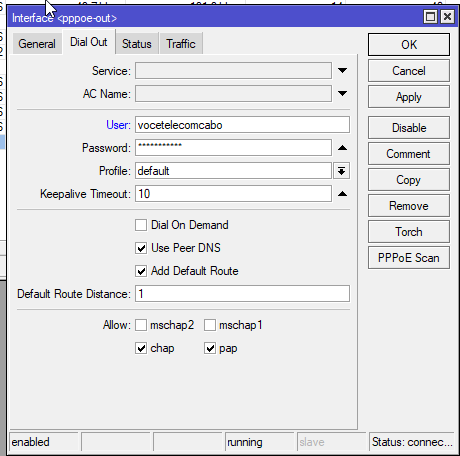 Interface <pppoe-out>
General Dial Out Status Traffic
OK
Service:
Cancel
AC Name:
Apply
User: vocetelecomcabo
Disable
Password: ***********
Comment
Profile: default
Copy
Keepalive Timeout: 10
Remove
Dial On Demand
Torch
Use Peer DNS
PPPoE Scan
Add Default Route
Default Route Distance: 1
Allow: mschap2 mschap1
chap pap
enabled running slave Status: connec...